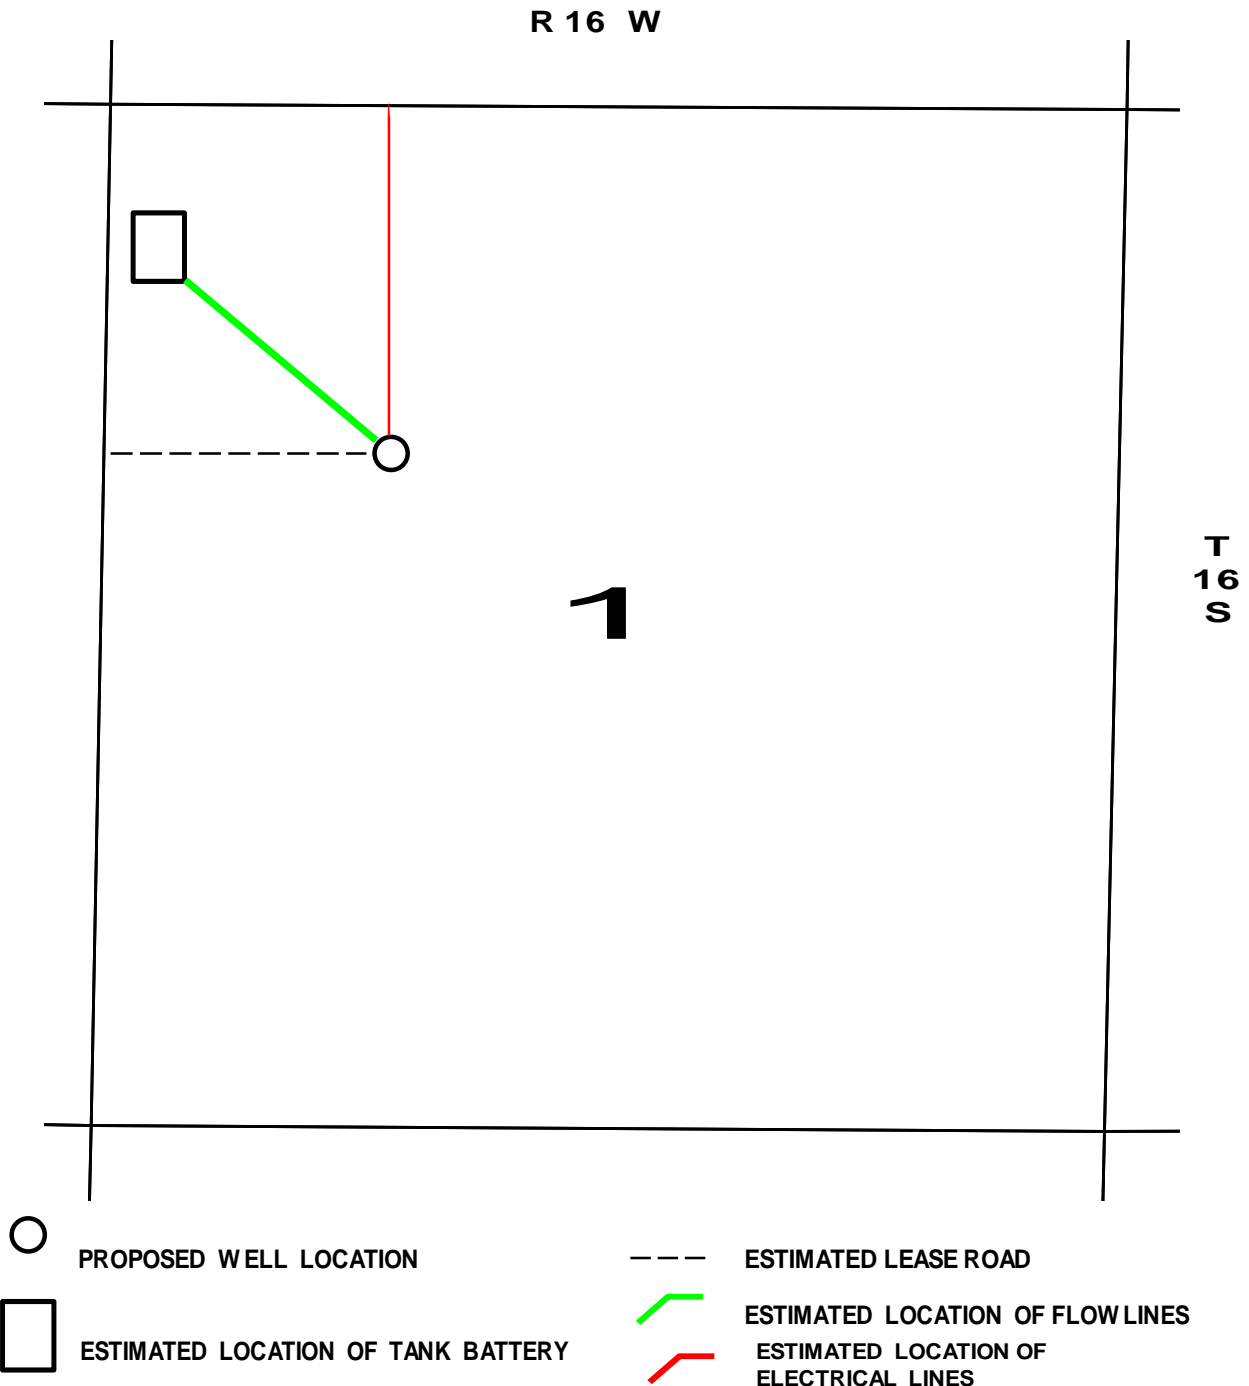 R 16 W
T
16
S
1
PROPOSED WELL LOCATION
ESTIMATED LEASE ROAD
ESTIMATED LOCATION OF FLOW LINES
ESTIMATED LOCATION OF TANK BATTERY
ESTIMATED LOCATION OF
ELECTRICAL LINES